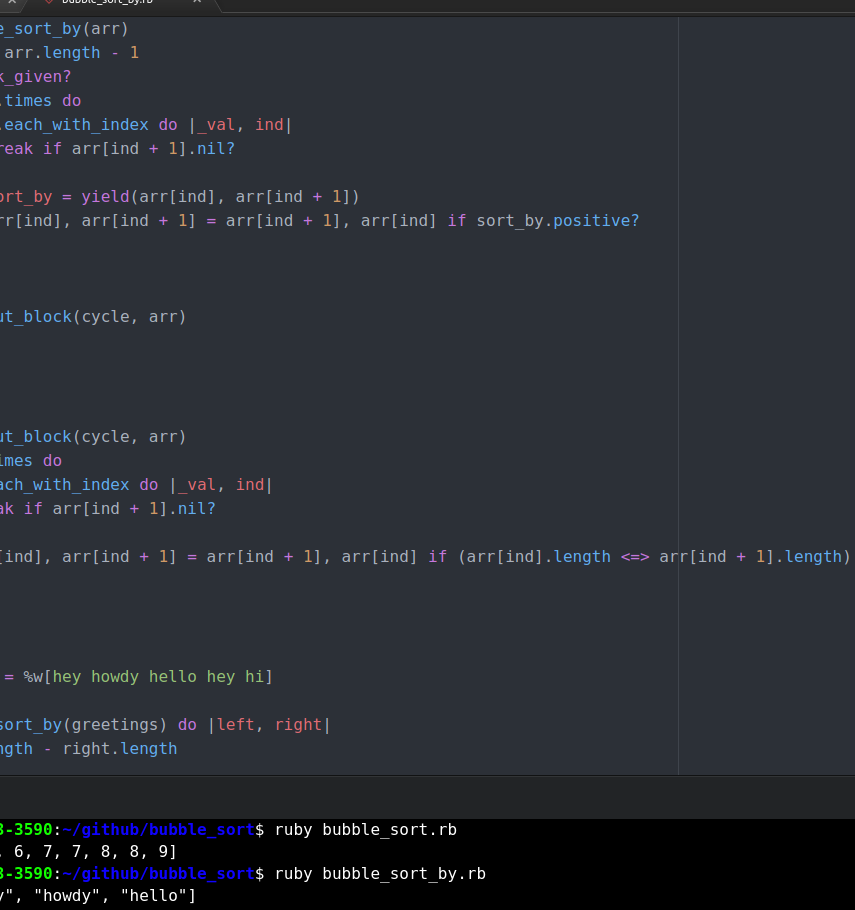 bubble_sort_by.rb
e_sort_by(arr)
arr.length - 1
k_given?
.times do
.each_with_index do |_val, ind|
reak if arr[ind + 1].nil?
ort_by = yield(arr[ind], arr[ind + 1])
rr[ind], arr[ind + 1] = arr[ind + 1], arr[ind] if sort_by.positive?
ut_block(cycle, arr)
ut_block(cycle, arr)
imes do
ach_with_index do |_val, ind|
ak if arr[ind + 1].nil?
[ind], arr[ind + 1] = arr[ind + 1], arr[ind] if (arr[ind].length <=> arr[ind + 1].length)
= %w[hey howdy hello hey hi]
sort_by(greetings) do |left, right|
ngth - right.length
3-3590:~/github/bubble_sort$ ruby bubble_sort.rb
, 6, 7, 7, 8, 8, 9]
3-3590:~/github/bubble_sort$ ruby bubble_sort_by.rb
y", "howdy", "hello"]